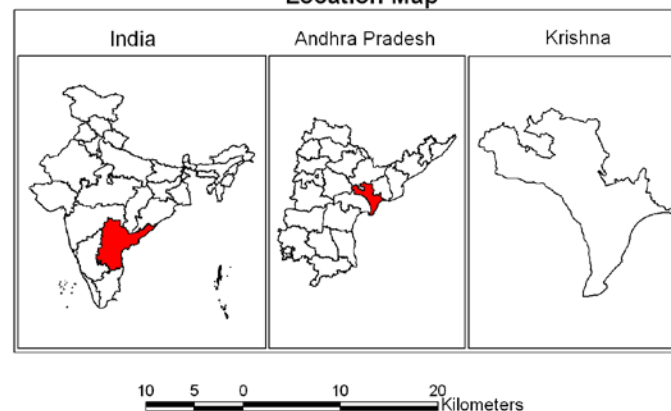 Location Map
India
Andhra Pradesh
Krishna
10 5 0 10 20 Kilometers